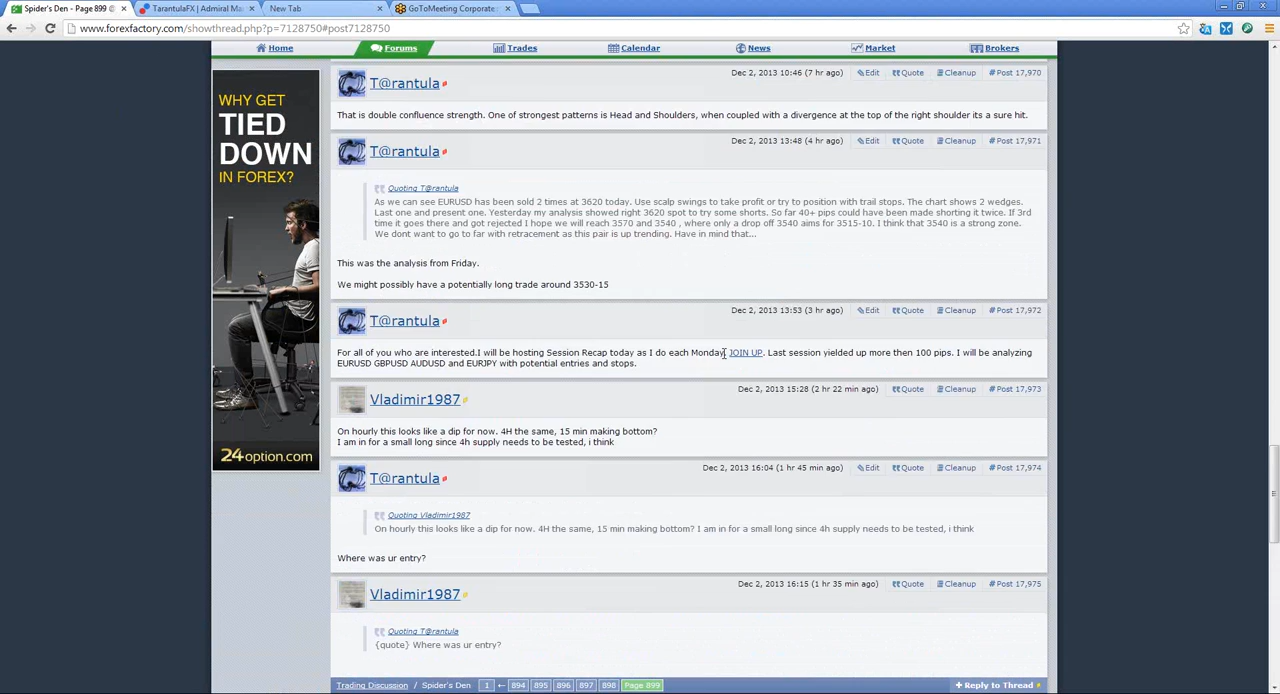 Spider's Den - Page 899
TarantulaFX | Admiral Ma
New Tab
GoToMeeting Corporate
www.forexfactory.com/showthread.php?p=7128750#post7128750
Home Forums Trades Calendar News Market Brokers
WHY GET
TIED
DOWN
IN FOREX?
24option.com
T@rantula
Dec 2, 2013 10:46 (7 hr ago) Edit Quote Cleanup #Post 17,970
That is double confluence strength. One of strongest patterns is Head and Shoulders, when coupled with a divergence at the top of the right shoulder its a sure hit.
T@rantula
Dec 2, 2013 13:48 (4 hr ago) Edit Quote Cleanup #Post 17,971
Quoting T@rantula
As we can see EURUSD has been sold 2 times at 3620 today. Use scalp swings to take profit or try to position with trail stops. The chart shows 2 wedges.
Last one and present one. Yesterday my analysis showed right 3620 spot to try some shorts. So far 40+ pips could have been made shorting it twice. If 3rd
time it goes there and got rejected I hope we will reach 3570 and 3540 , where only a drop off 3540 aims for 3515-10. I think that 3540 is a strong zone.
We dont want to go to far with retracement as this pair is up trending. Have in mind that...
This was the analysis from Friday.
We might possibly have a potentially long trade around 3530-15
T@rantula
Dec 2, 2013 13:53 (3 hr ago) Edit Quote Cleanup #Post 17,972
For all of you who are interested.I will be hosting Session Recap today as I do each Monday. JOIN UP. Last session yielded up more then 100 pips. I will be analyzing
EURUSD GBPUSD AUDUSD and EURJPY with potential entries and stops.
Vladimir1987
Dec 2, 2013 15:28 (2 hr 22 min ago) Quote Cleanup #Post 17,973
On hourly this looks like a dip for now. 4H the same, 15 min making bottom?
I am in for a small long since 4h supply needs to be tested, i think
T@rantula
Dec 2, 2013 16:04 (1 hr 45 min ago) Edit Quote Cleanup #Post 17,974
Quoting Vladimir1987
On hourly this looks like a dip for now. 4H the same, 15 min making bottom? I am in for a small long since 4h supply needs to be tested, i think
Where was ur entry?
Vladimir1987
Dec 2, 2013 16:15 (1 hr 35 min ago) Quote Cleanup #Post 17,975
Quoting T@rantula
{quote} Where was ur entry?
Trading Discussion / Spider's Den 1 ← 894 895 896 897 898 Page 899
Reply to Thread